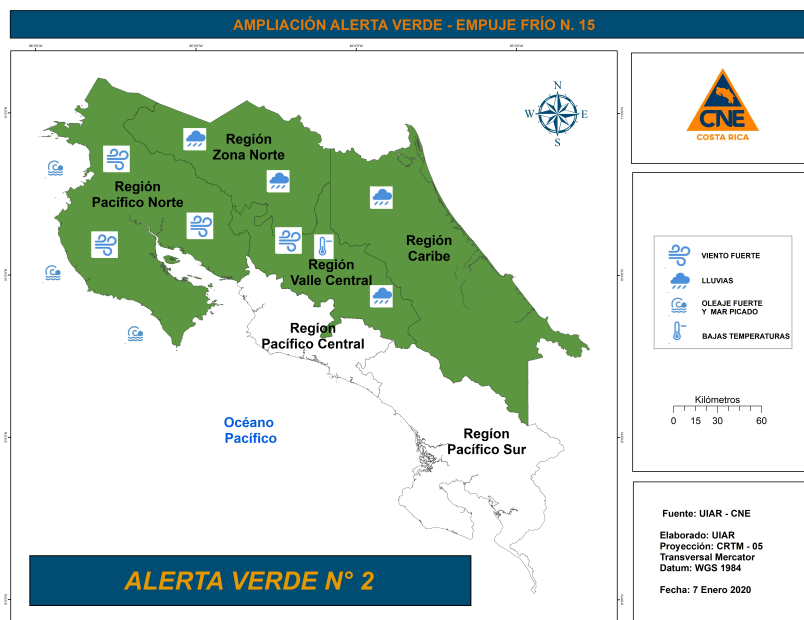 AMPLIACIÓN ALERTA VERDE - EMPUJE FRÍO N. 15
N
W
E
S
CNE
COSTA RICA
Región
Zona Norte
Región
Pacífico Norte
Región
Caribe
Región
Valle Central
Regíon
Pacífico Central
Océano
Pacífico
Regíon
Pacífico Sur
VIENTO FUERTE
LLUVIAS
OLEAJE FUERTE
Y MAR PICADO
BAJAS TEMPERATURAS
Kilómetros
0 15 30 60
Fuente: UIAR - CNE
Elaborado: UIAR
Proyección: CRTM - 05
Transversal Mercator
Datum: WGS 1984
Fecha: 7 Enero 2020
ALERTA VERDE N° 2